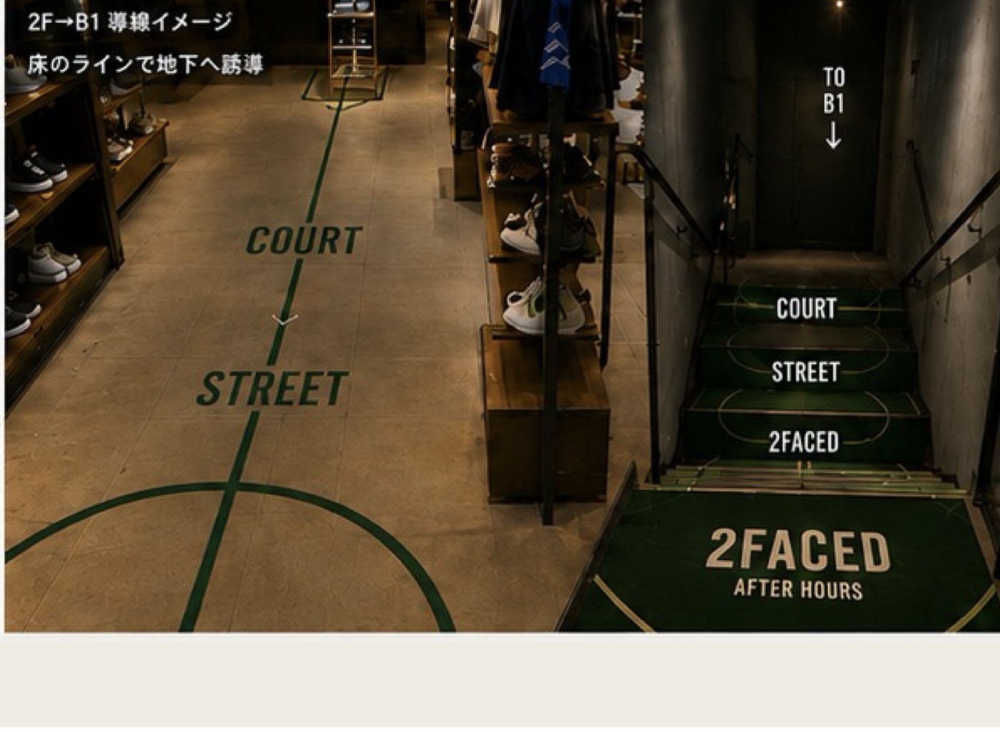 2F→B1 導線イメージ
床のラインで地下へ誘導
COURT
STREET
TO
B1
↓
COURT
STREET
2FACED
2FACED
AFTER HOURS